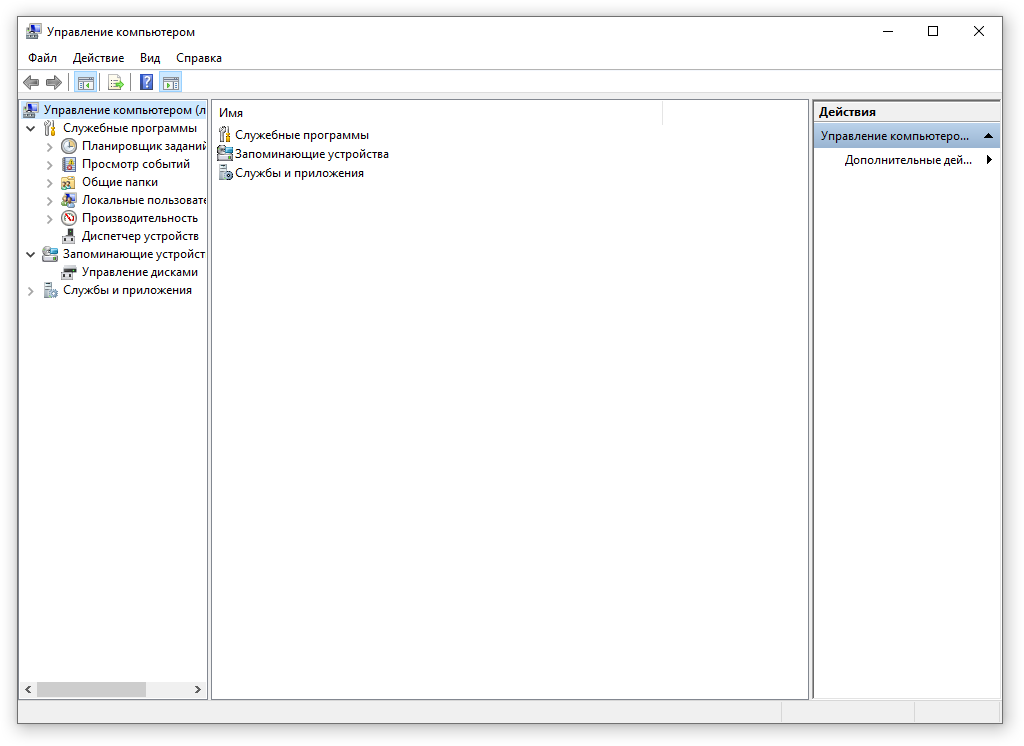 Управление компьютером
Файл Действие Вид Справка
Управление компьютером (л
Служебные программы
Планировщик заданий
Просмотр событий
Общие папки
Локальные пользовате
Производительность
Диспетчер устройств
Запоминающие устройст
Управление дисками
Службы и приложения
Имя
Служебные программы
Запоминающие устройства
Службы и приложения
Действия
Управление компьютеро...
Дополнительные дей...